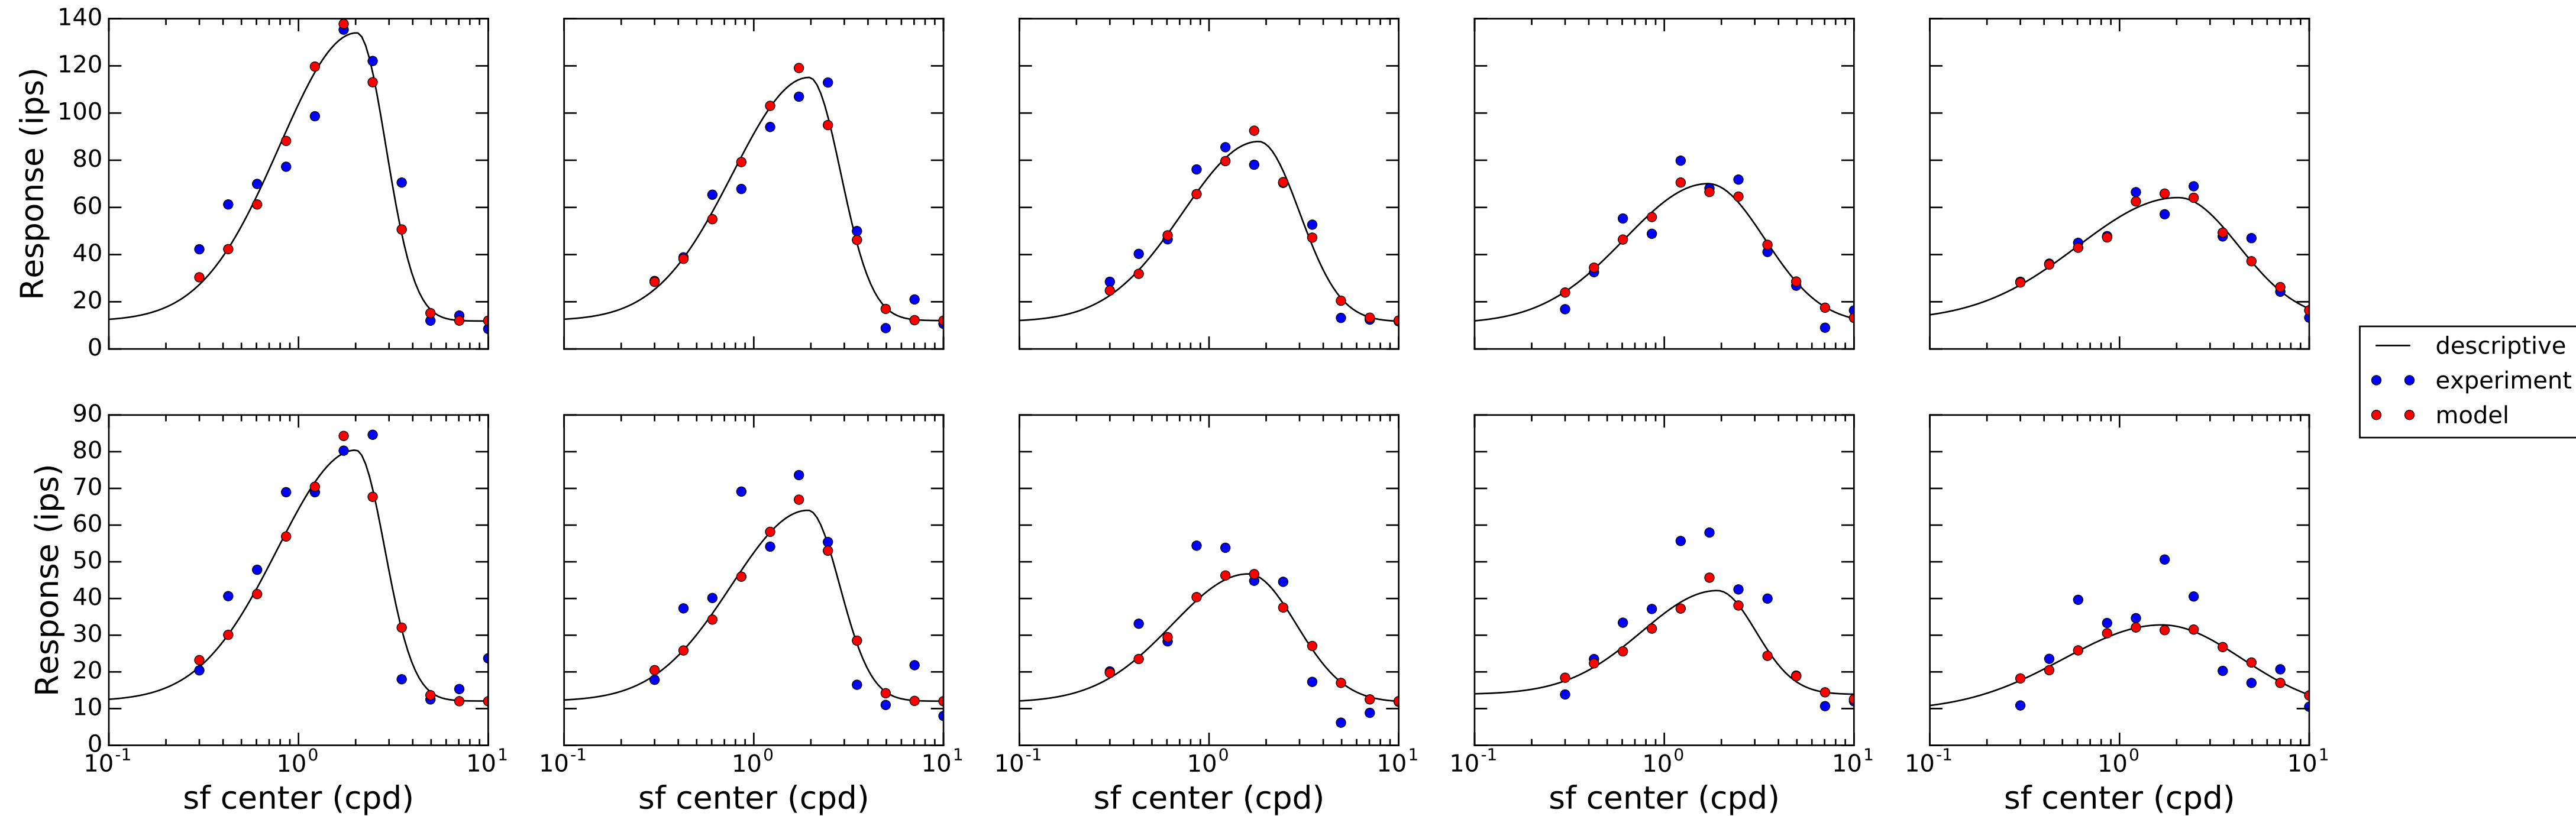 Response (ips)
140
120
100
80
60
40
20
0
descriptive
experiment
model
Response (ips)
90
80
70
60
50
40
30
20
10
0
10⁻¹ 10⁰ 10¹ 10⁻¹ 10⁰ 10¹ 10⁻¹ 10⁰ 10¹ 10⁻¹ 10⁰ 10¹ 10⁻¹ 10⁰ 10¹
sf center (cpd) sf center (cpd) sf center (cpd) sf center (cpd) sf center (cpd)